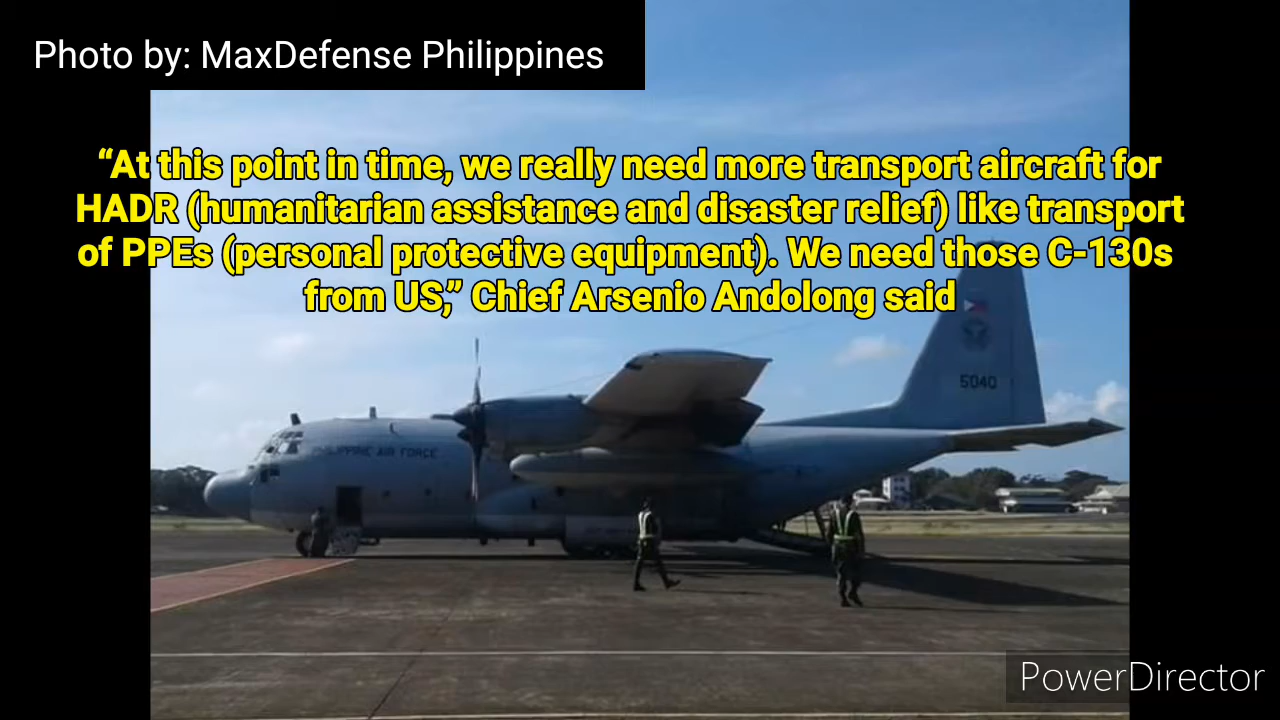 Photo by: MaxDefense Philippines
“At this point in time, we really need more transport aircraft for
HADR (humanitarian assistance and disaster relief) like transport
of PPEs (personal protective equipment). We need those C-130s
from US,” Chief Arsenio Andolong said
5040
PHILIPPINE AIR FORCE
PowerDirector